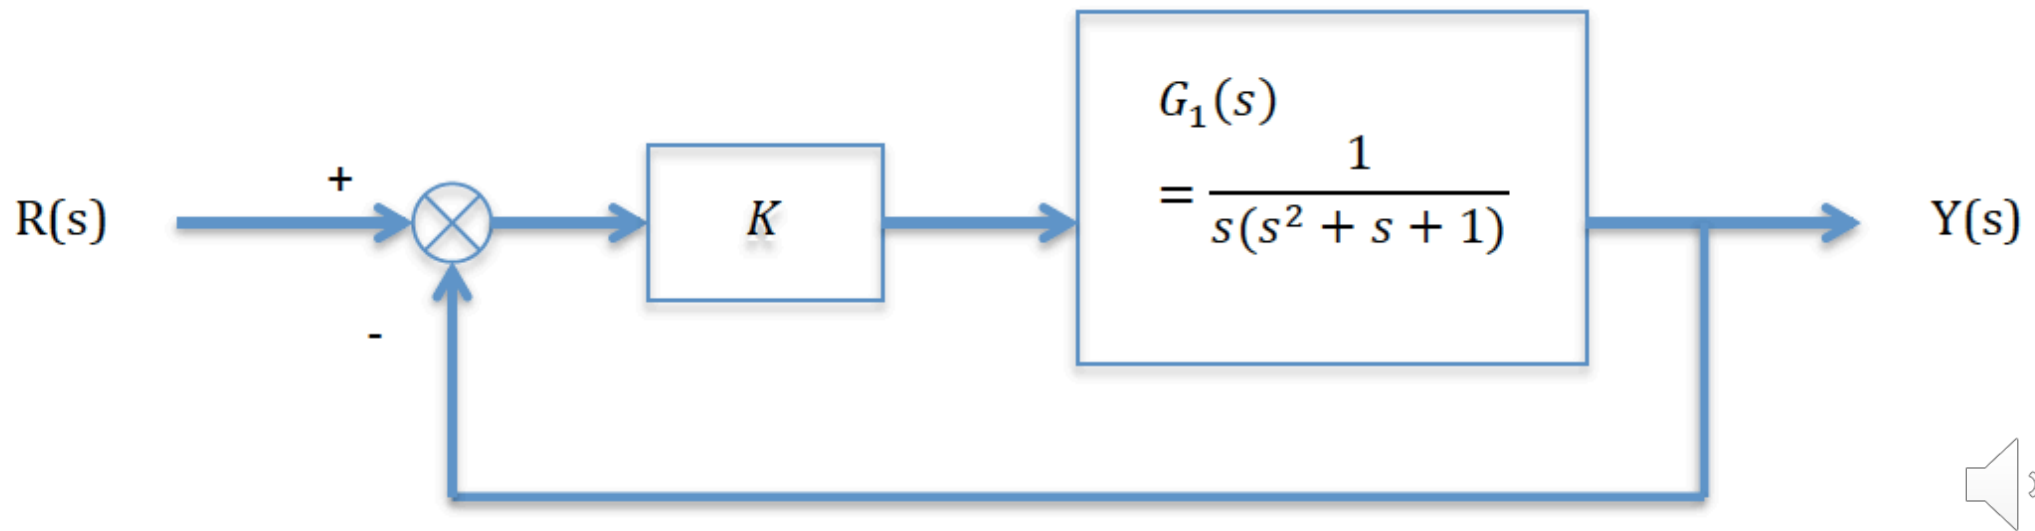 R(s)
+
-
K
G₁(s)
= 1
s(s² + s + 1)
Y(s)